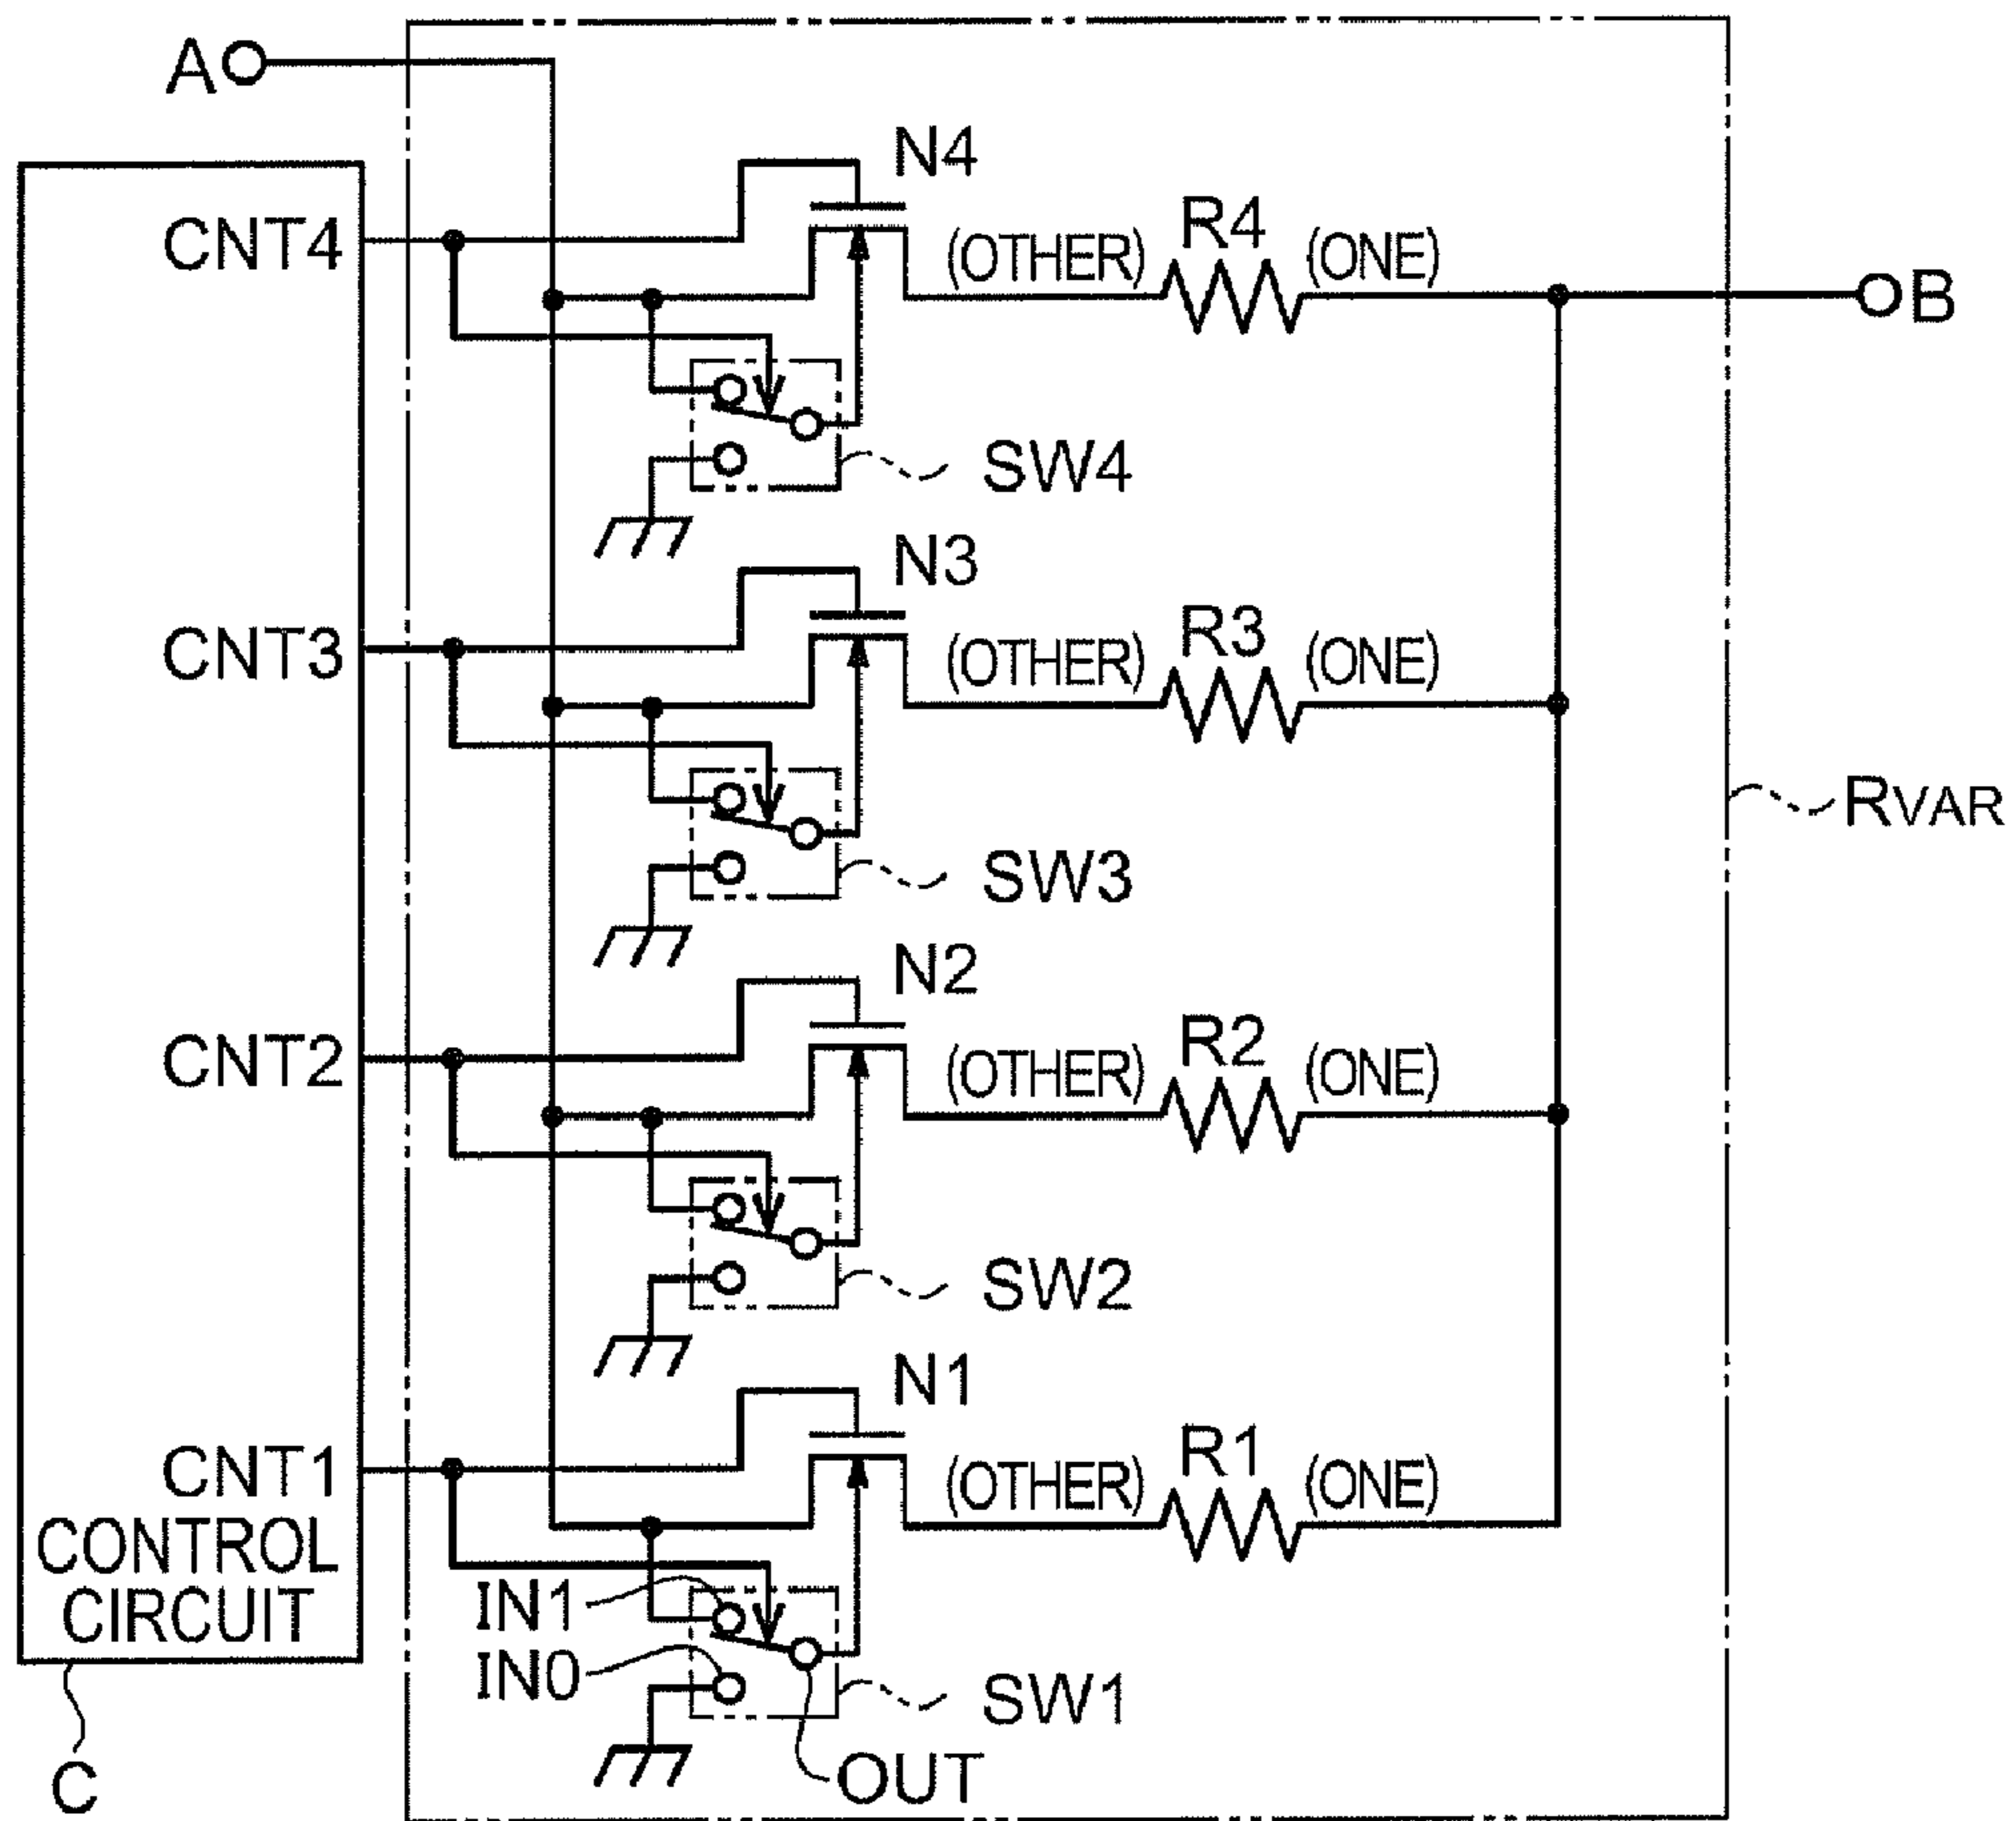 A
N4
CNT4
(OTHER)
R4
(ONE)
B
SW4
N3
CNT3
(OTHER)
R3
(ONE)
RVAR
SW3
N2
CNT2
(OTHER)
R2
(ONE)
SW2
N1
CNT1
(OTHER)
R1
(ONE)
CONTROL
CIRCUIT
IN1
IN0
SW1
OUT
C